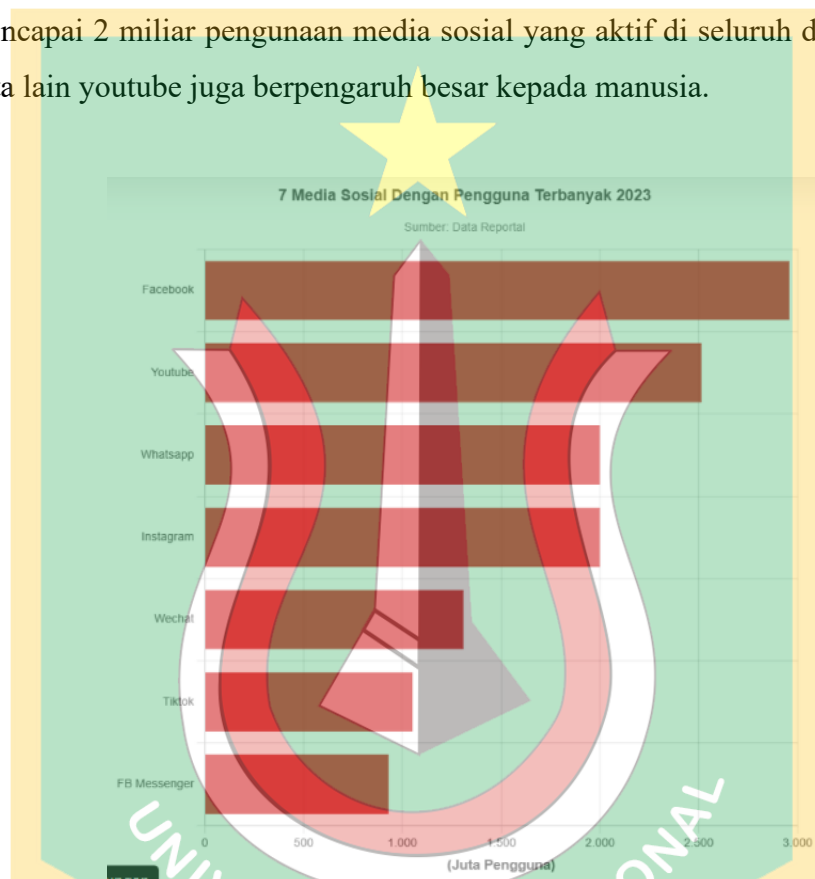 ncapai 2 miliar pengunaan media sosial yang aktif di seluruh d
a lain youtube juga berpengaruh besar kepada manusia.
7 Media Sosial Dengan Pengguna Terbanyak 2023
Sumber: Data Reportal
Facebook
Youtube
Whatsapp
Instagram
Wechat
Tiktok
FB Messenger
0 500 1.000 1.500 2.000 2.500 3.000
(Juta Pengguna)
UNI
ONAL